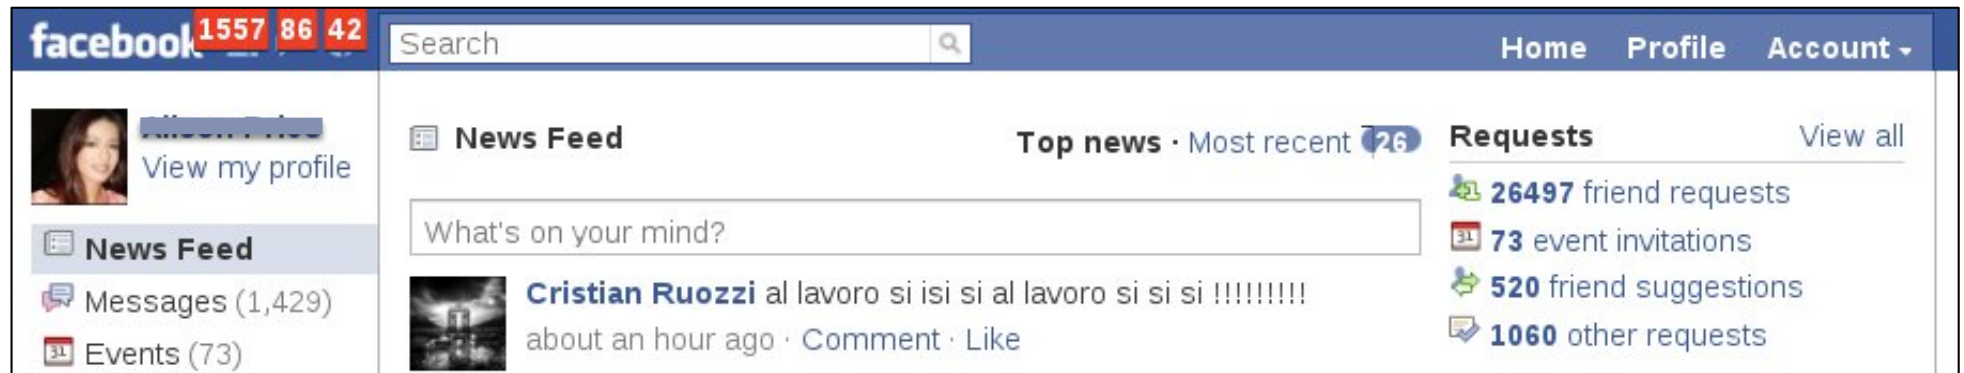 facebook 1557 86 42 Search Home Profile Account
View my profile
News Feed
Messages (1,429)
31 Events (73)
News Feed Top news · Most recent 26
What's on your mind?
Cristian Ruozzi al lavoro si isi si al lavoro si si si !!!!!!!!!
about an hour ago · Comment · Like
Requests View all
26497 friend requests
31 73 event invitations
520 friend suggestions
1060 other requests